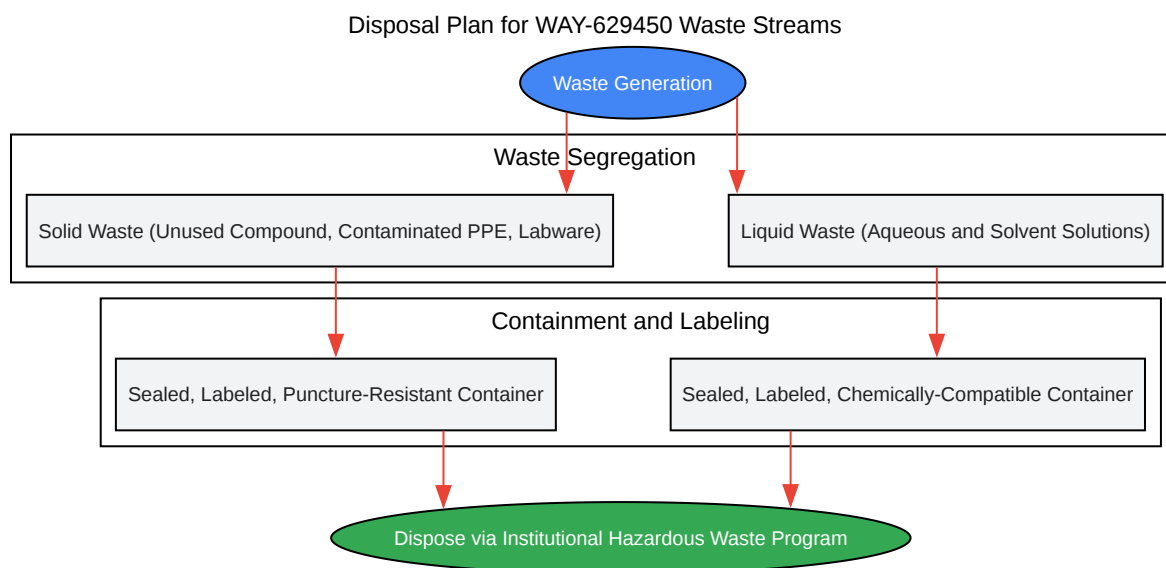 Disposal Plan for WAY-629450 Waste Streams
Waste Generation
Waste Segregation
Solid Waste (Unused Compound, Contaminated PPE, Labware)
Liquid Waste (Aqueous and Solvent Solutions)
Containment and Labeling
Sealed, Labeled, Puncture-Resistant Container
Sealed, Labeled, Chemically-Compatible Container
Dispose via Institutional Hazardous Waste Program